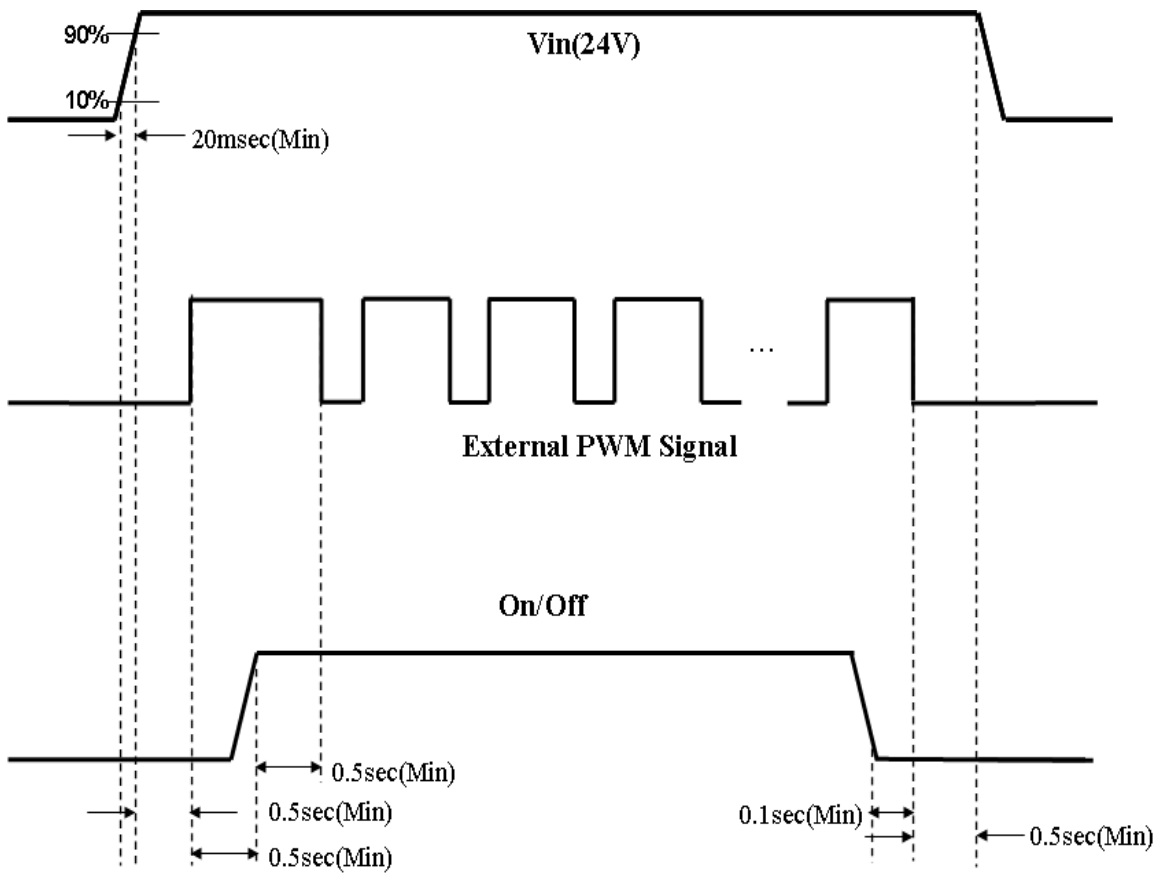 90%
Vin(24V)
10%
20msec(Min)
...
External PWM Signal
On/Off
0.5sec(Min)
0.5sec(Min)
0.1sec(Min)
0.5sec(Min)
0.5sec(Min)